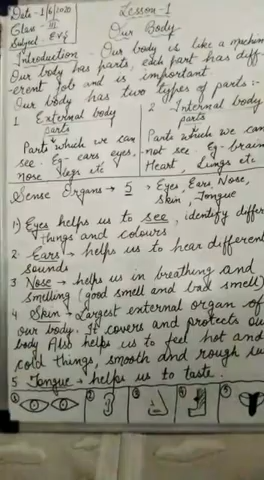 Date-1/6/2020
Class - III
Subject - EVS
Lesson-1
Our Body
Introduction - Our body is like a machine
Our body has parts, each part has diff-
-erent job and is important.
Our body has two types of parts:-
1 External body
parts
Parts which we can
see. Eg- ears, eyes,
nose, legs etc
2 Internal body
parts
Parts which we can
-not see. Eg- brain
Heart, Lungs etc
Sense Organs → 5 → Eyes, Ears, Nose,
Skin, Tongue
1) Eyes helps us to see, identify
things and colours
2. Ears - helps us to hear different
sounds
3 Nose - helps us in breathing and
smelling (good smell and bad smell)
4 Skin - Largest external organ of
our body. It covers and protects
body Also helps us to feel hot and
cold things, smooth and rough
5 Tongue - helps us to taste.
1 2 3 4 5